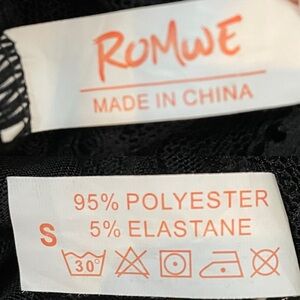 ROMWE
MADE IN CHINA
95% POLYESTER
S 5% ELASTANE
30°